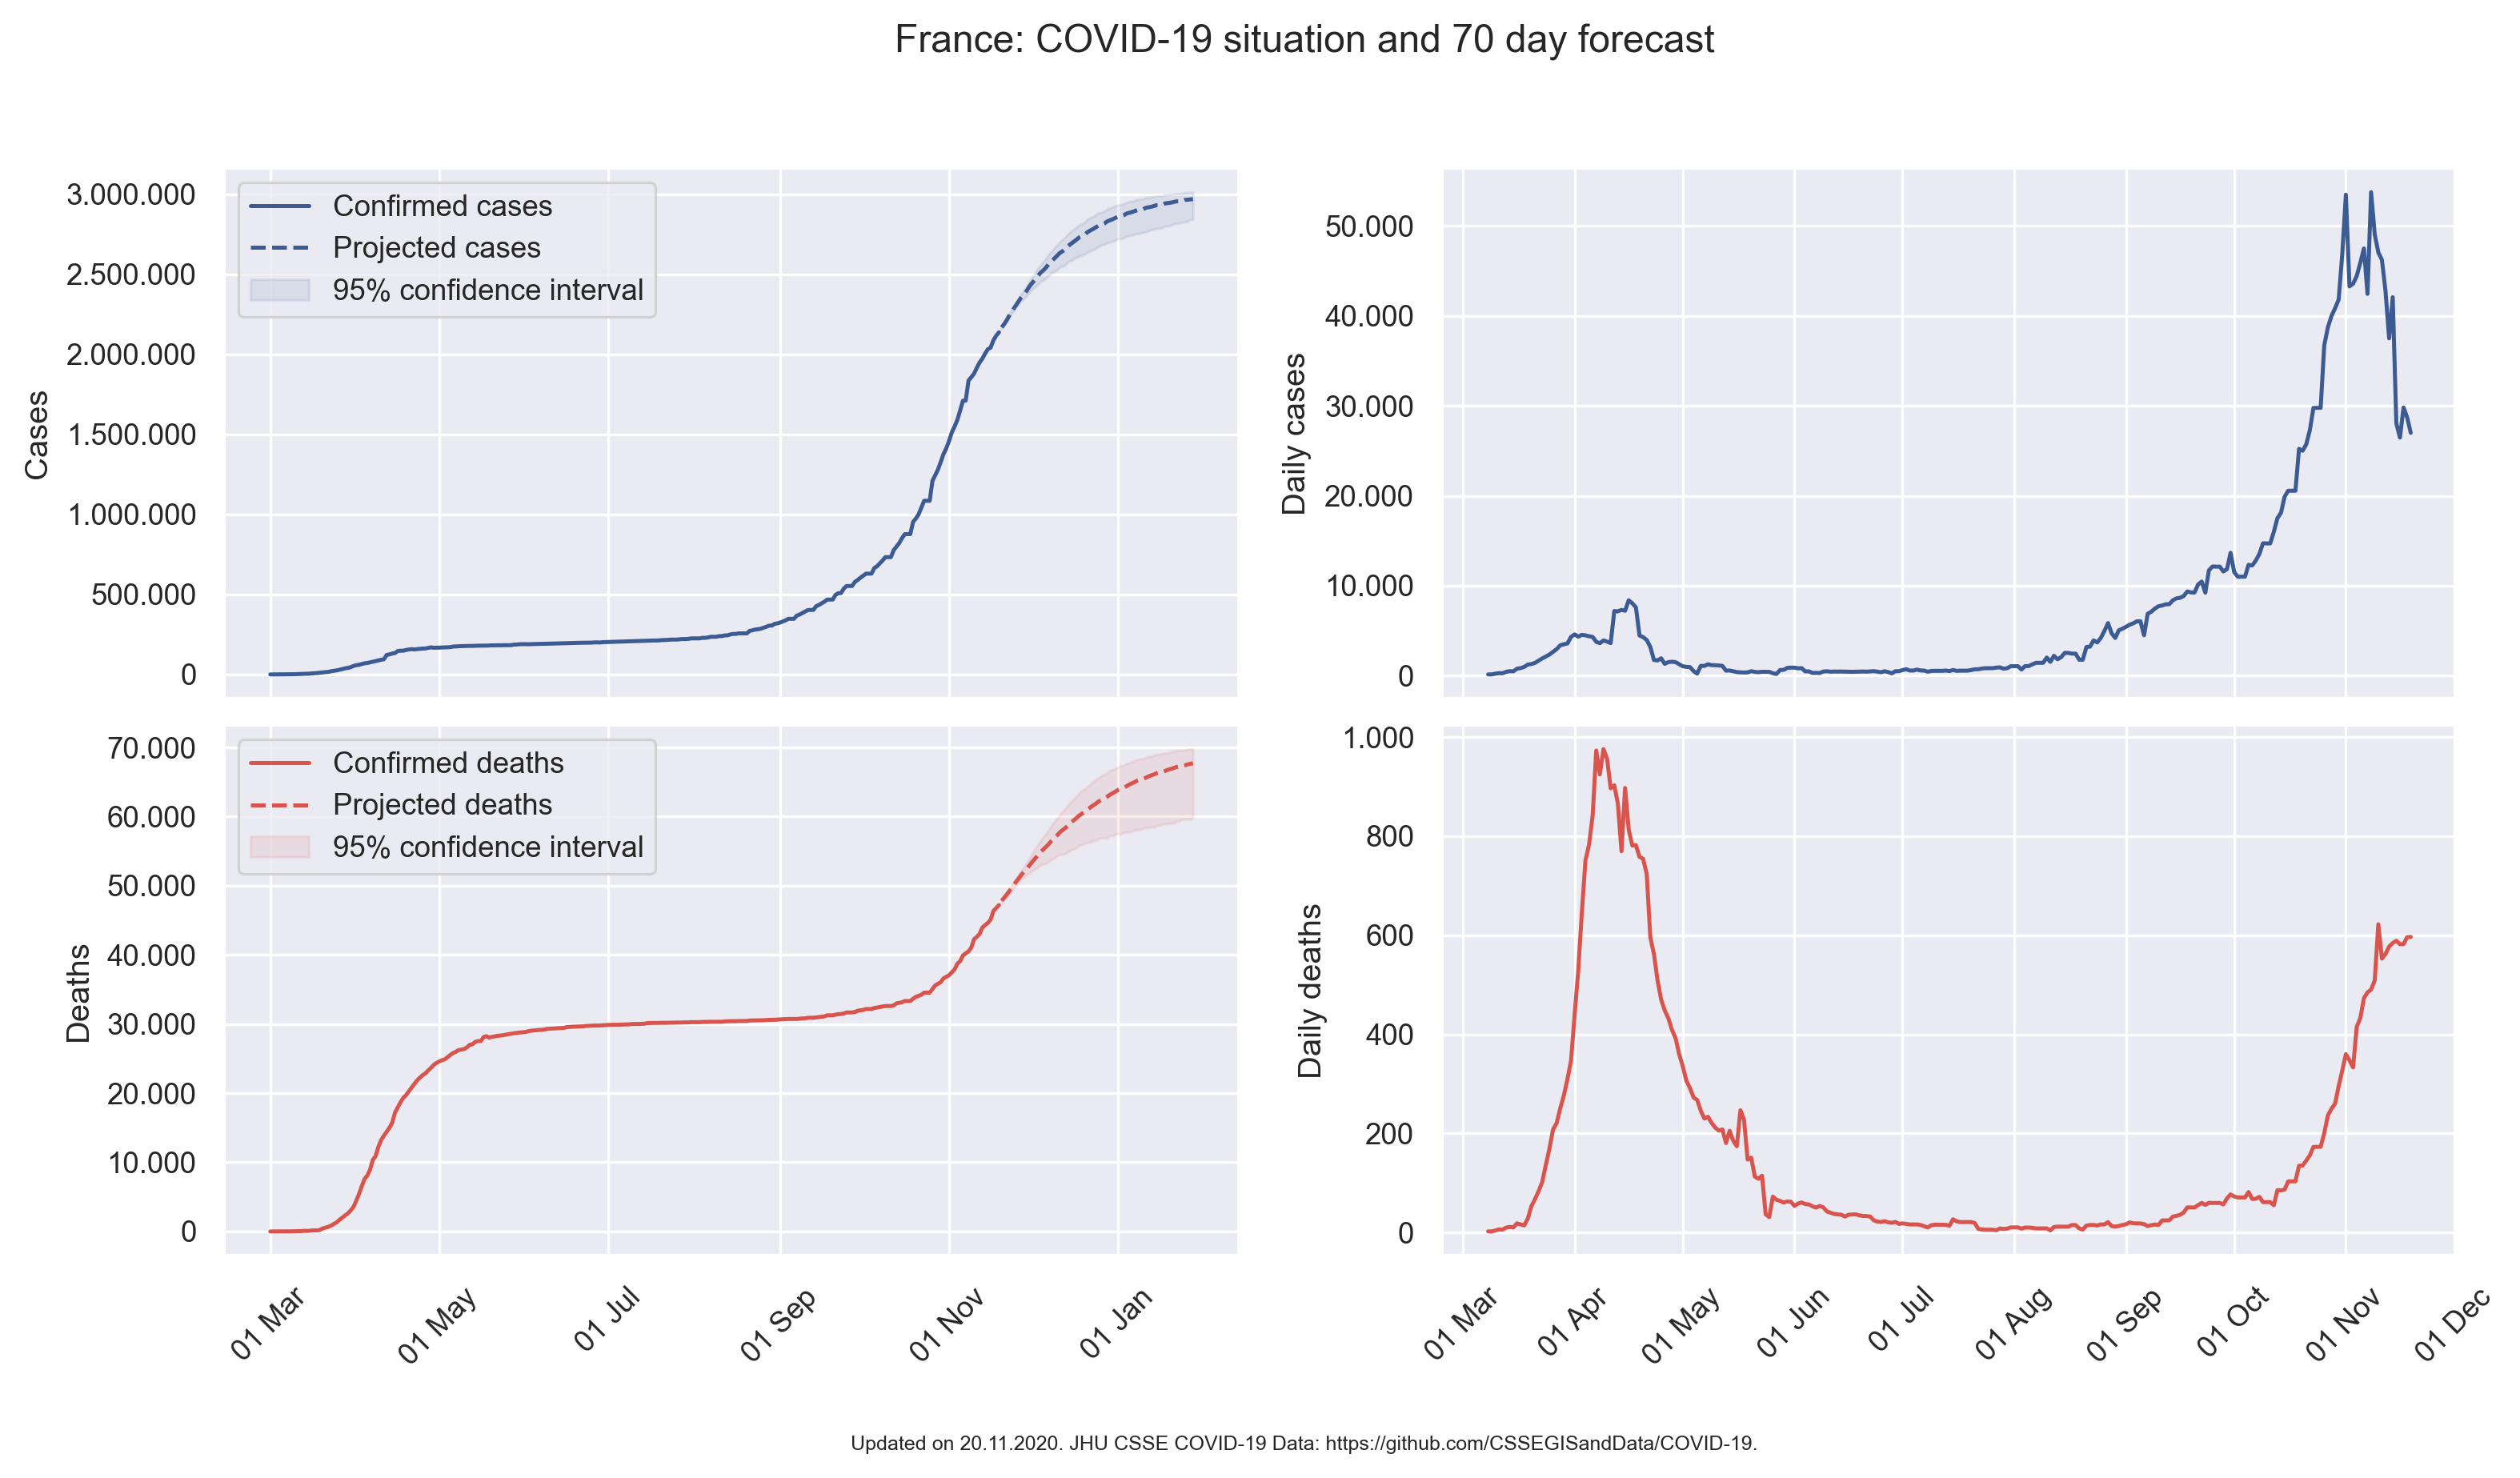 France: COVID-19 situation and 70 day forecast
3.000.000
2.500.000
2.000.000
1.500.000
1.000.000
500.000
0
Cases
Confirmed cases
Projected cases
95% confidence interval
50.000
40.000
30.000
20.000
10.000
0
Daily cases
70.000
60.000
50.000
40.000
30.000
20.000
10.000
0
Deaths
Confirmed deaths
Projected deaths
95% confidence interval
01 Mar
01 May
01 Jul
01 Sep
01 Nov
01 Jan
1.000
800
600
400
200
0
Daily deaths
01 Mar
01 Apr
01 May
01 Jun
01 Jul
01 Aug
01 Sep
01 Oct
01 Nov
01 Dec
Updated on 20.11.2020. JHU CSSE COVID-19 Data: https://github.com/CSSEGISandData/COVID-19.